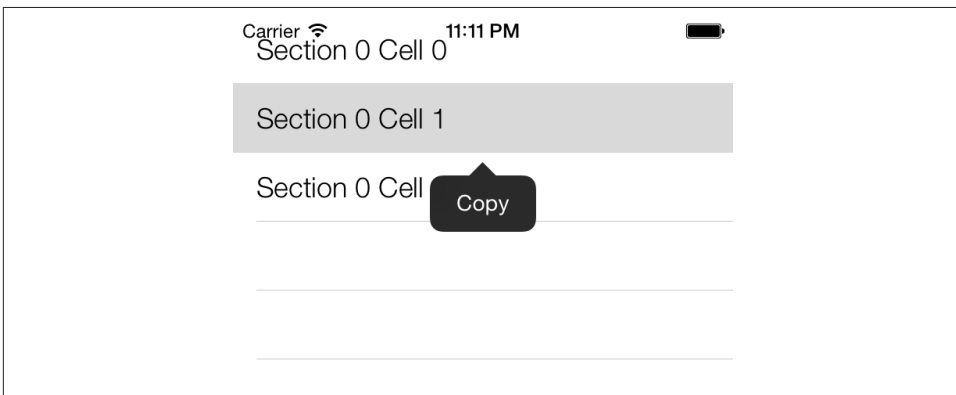 Carrier 11:11 PM
Section 0 Cell 0
Section 0 Cell 1
Section 0 Cell
Copy